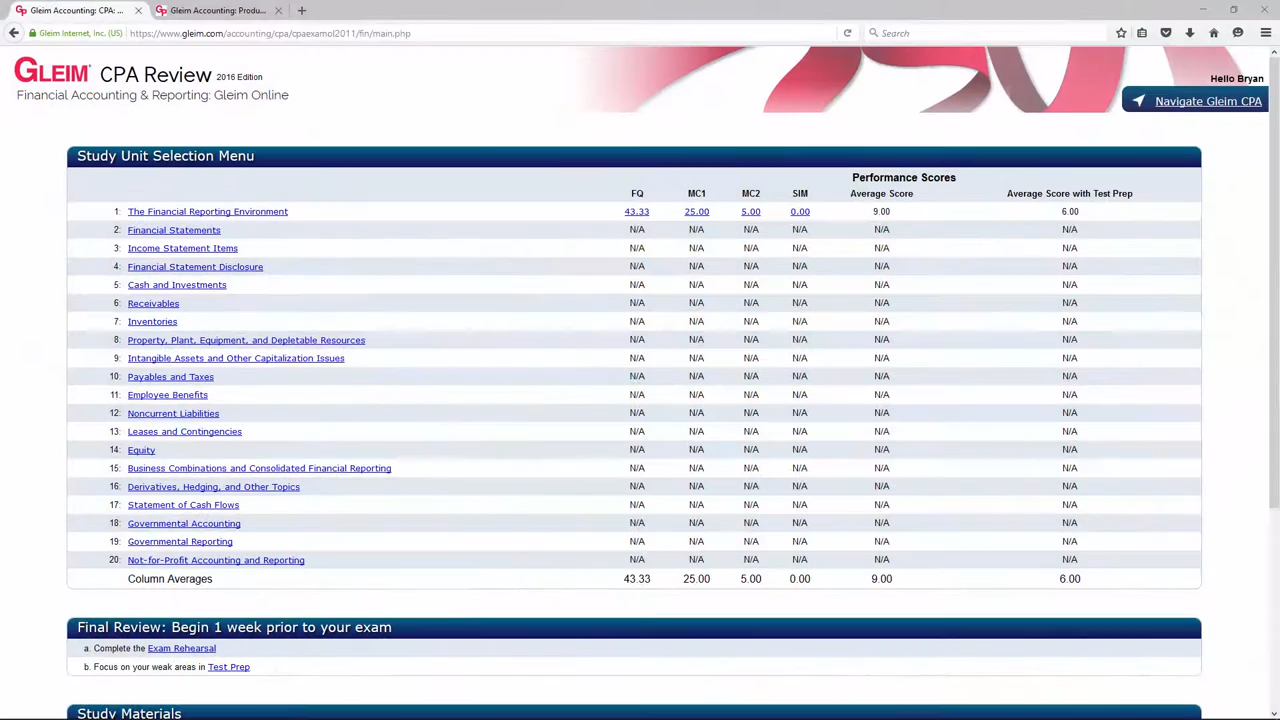 Gleim Accounting: CPA: ...
Gleim Accounting: Produ...
Gleim Internet, Inc. (US)
https://www.gleim.com/accounting/cpa/cpaexamol2011/fin/main.php
Search
GLEIM CPA Review 2016 Edition
Financial Accounting & Reporting: Gleim Online
Hello Bryan
Navigate Gleim CPA
Study Unit Selection Menu
Performance Scores
FQ MC1 MC2 SIM Average Score Average Score with Test Prep
1: The Financial Reporting Environment 43.33 25.00 5.00 0.00 9.00 6.00
2: Financial Statements N/A N/A N/A N/A N/A N/A
3: Income Statement Items N/A N/A N/A N/A N/A N/A
4: Financial Statement Disclosure N/A N/A N/A N/A N/A N/A
5: Cash and Investments N/A N/A N/A N/A N/A N/A
6: Receivables N/A N/A N/A N/A N/A N/A
7: Inventories N/A N/A N/A N/A N/A N/A
8: Property, Plant, Equipment, and Depletable Resources N/A N/A N/A N/A N/A N/A
9: Intangible Assets and Other Capitalization Issues N/A N/A N/A N/A N/A N/A
10: Payables and Taxes N/A N/A N/A N/A N/A N/A
11: Employee Benefits N/A N/A N/A N/A N/A N/A
12: Noncurrent Liabilities N/A N/A N/A N/A N/A N/A
13: Leases and Contingencies N/A N/A N/A N/A N/A N/A
14: Equity N/A N/A N/A N/A N/A N/A
15: Business Combinations and Consolidated Financial Reporting N/A N/A N/A N/A N/A N/A
16: Derivatives, Hedging, and Other Topics N/A N/A N/A N/A N/A N/A
17: Statement of Cash Flows N/A N/A N/A N/A N/A N/A
18: Governmental Accounting N/A N/A N/A N/A N/A N/A
19: Governmental Reporting N/A N/A N/A N/A N/A N/A
20: Not-for-Profit Accounting and Reporting N/A N/A N/A N/A N/A N/A
Column Averages 43.33 25.00 5.00 0.00 9.00 6.00
Final Review: Begin 1 week prior to your exam
a. Complete the Exam Rehearsal
b. Focus on your weak areas in Test Prep
Study Materials